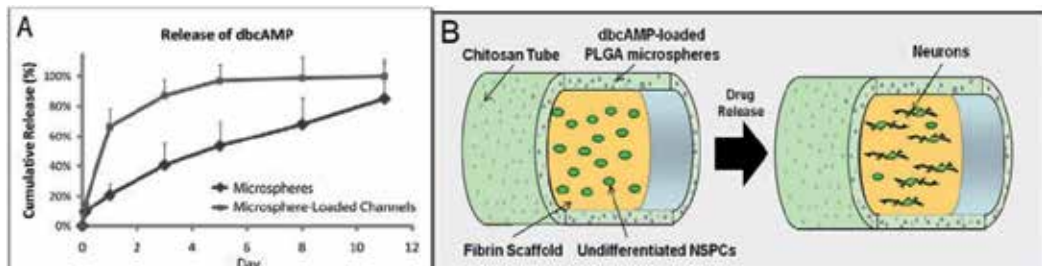 A
Release of dbcAMP
Cumulative Release (%)
100%
80%
60%
40%
20%
0%
Microspheres
Microsphere-Loaded Channels
0 2 4 6 8 10 12
Day
B
Chitosan Tube
dbcAMP-loaded
PLGA microspheres
Drug
Release
Neurons
Fibrin Scaffold
Undifferentiated NSPCs